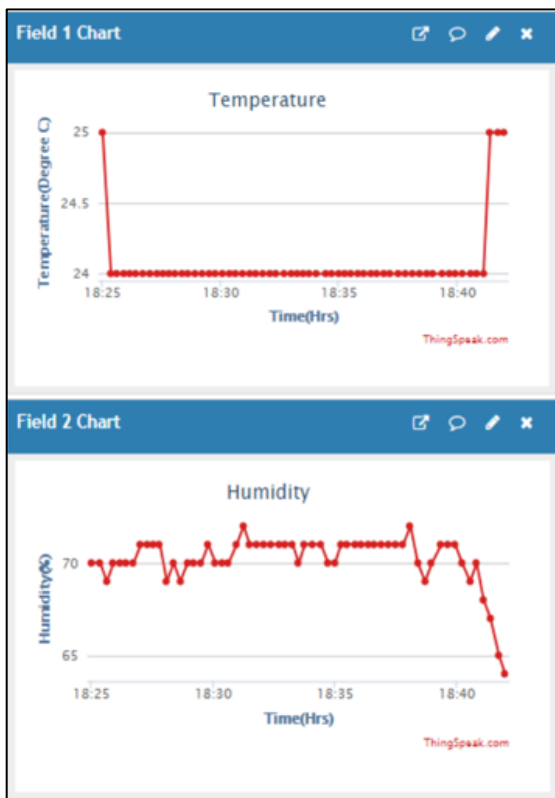 Field 1 Chart
Temperature
Temperature(Degree C)
25
24.5
24
18:25 18:30 18:35 18:40
Time(Hrs)
ThingSpeak.com
Field 2 Chart
Humidity
Humidity(%)
70
65
18:25 18:30 18:35 18:40
Time(Hrs)
ThingSpeak.com